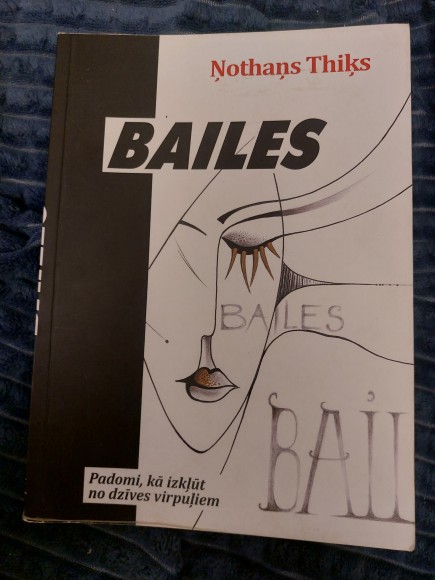 Ņothaņs Thiķs
BAILES
BAILES
BAIL
Padomi, kā izkļūt
no dzīves virpuļiem